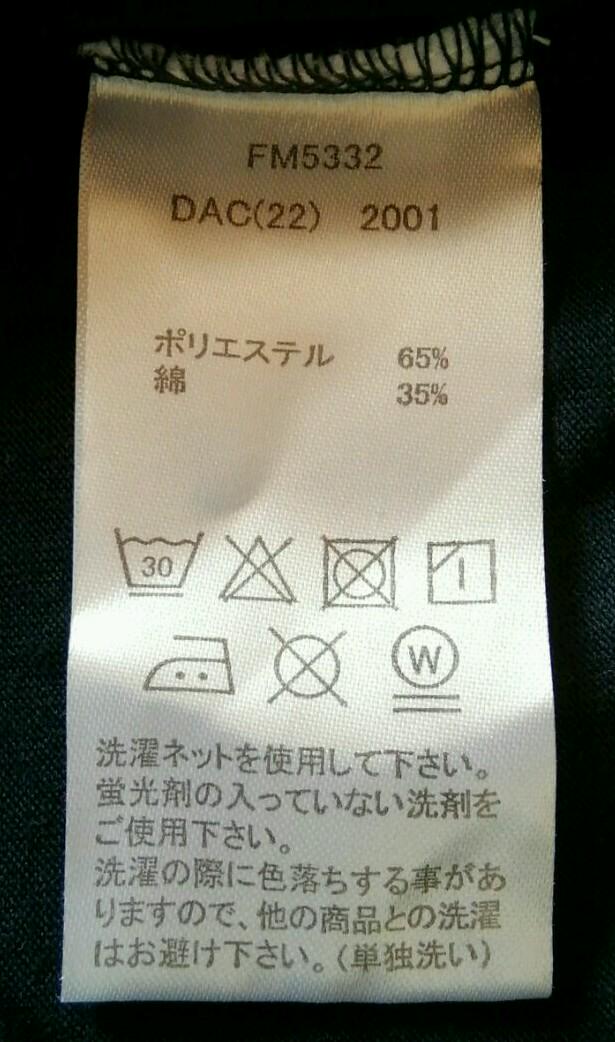 FM5332
DAC(22) 2001
ポリエステル 65%
綿 35%
30
W
洗濯ネットを使用して下さい。
蛍光剤の入っていない洗剤を
ご使用下さい。
洗濯の際に色落ちする事があ
りますので、他の商品との洗濯
はお避け下さい。(単独洗い)